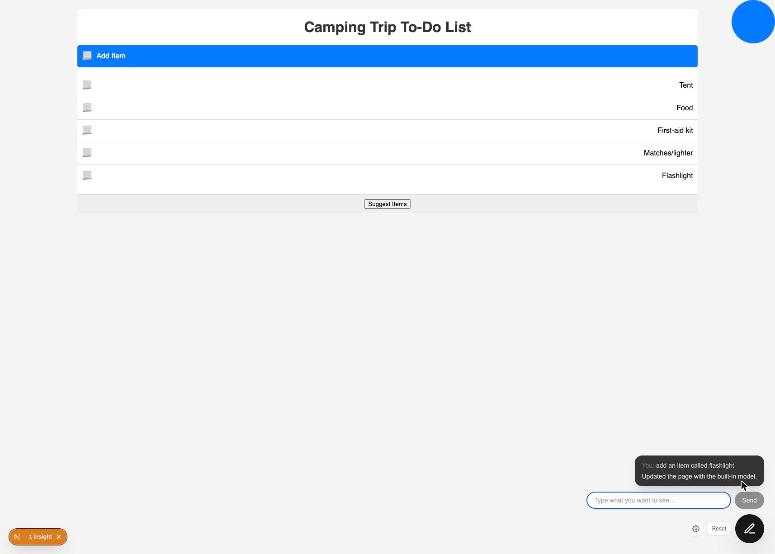 Camping Trip To-Do List
Add Item
Tent
Food
First-aid kit
Matches/lighter
Flashlight
Suggest Items
You: add an item called flashlight
Updated the page with the built-in model.
Type what you want to see...
Send
Reset
N 1 Insight ×